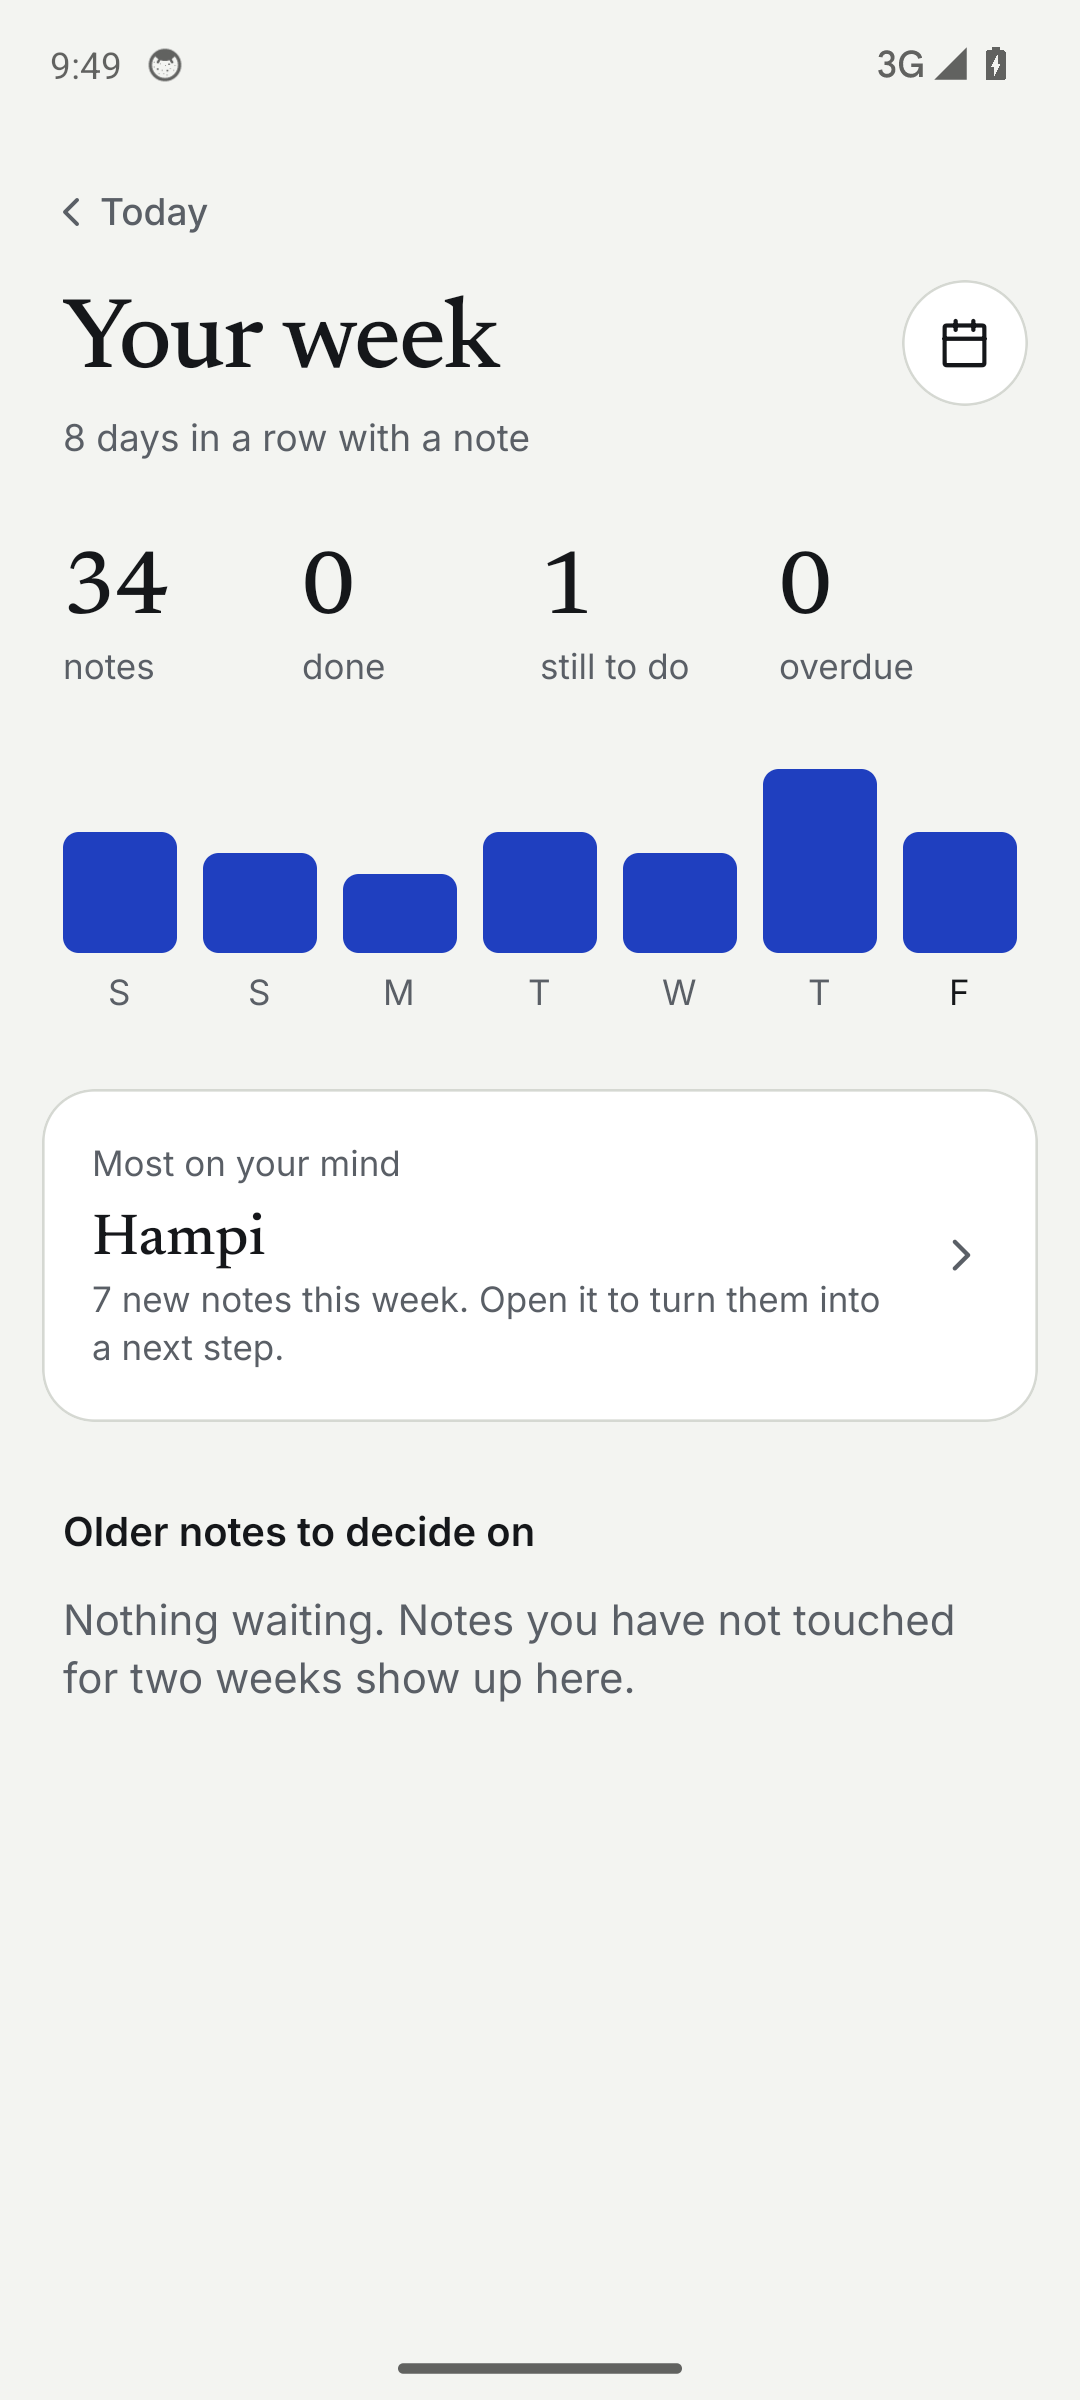 9:49
3G
Today
Your week
8 days in a row with a note
34 0 1 0
notes done still to do overdue
S S M T W T F
Most on your mind
Hampi
7 new notes this week. Open it to turn them into
a next step.
Older notes to decide on
Nothing waiting. Notes you have not touched
for two weeks show up here.